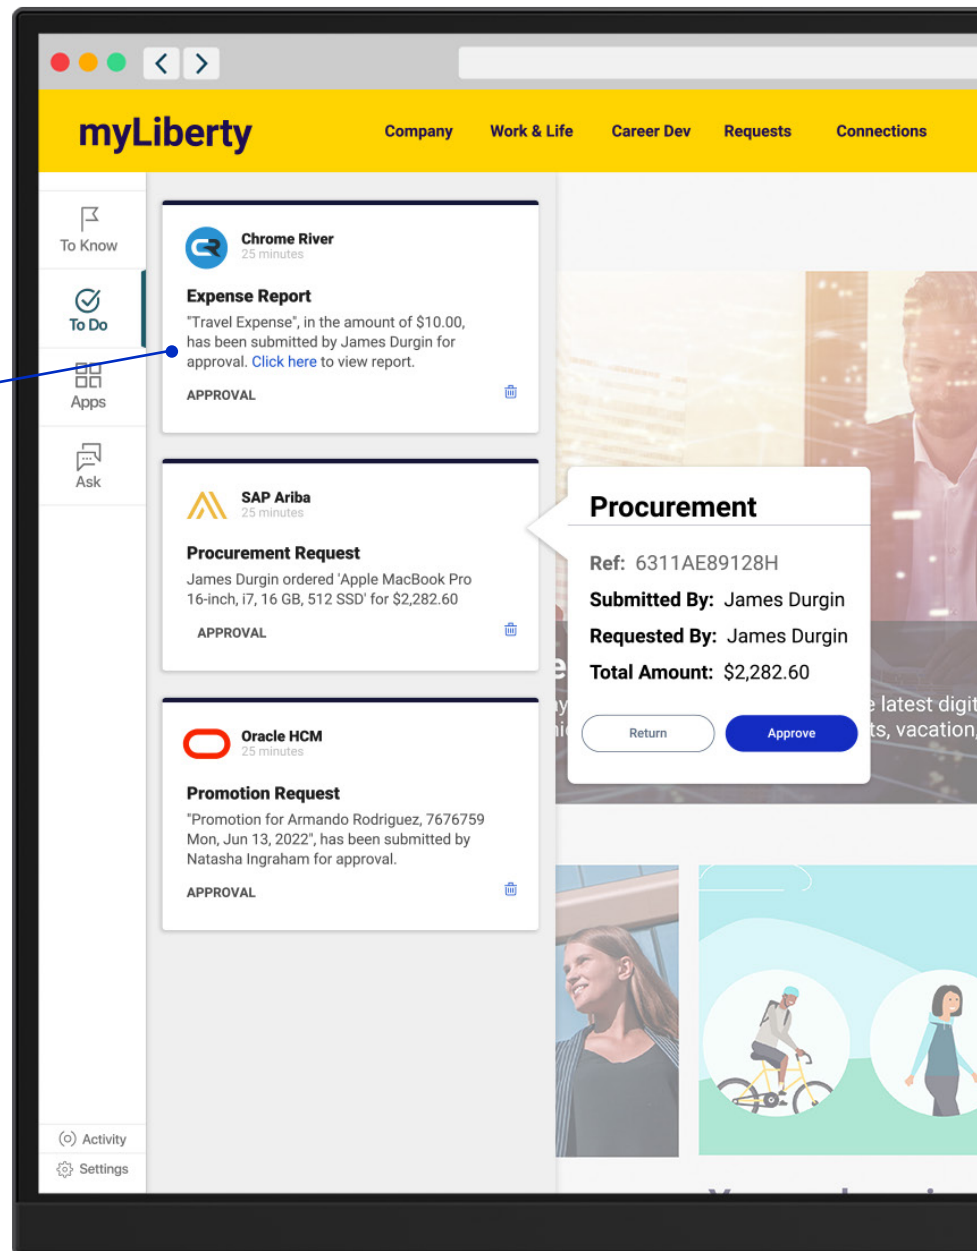 myLiberty
Company Work & Life Career Dev Requests Connections
To Know
To Do
Apps
Ask
Chrome River
25 minutes
Expense Report
"Travel Expense", in the amount of $10.00,
has been submitted by James Durgin for
approval. Click here to view report.
APPROVAL
SAP Ariba
25 minutes
Procurement Request
James Durgin ordered 'Apple MacBook Pro
16-inch, i7, 16 GB, 512 SSD' for $2,282.60
APPROVAL
Oracle HCM
25 minutes
Promotion Request
"Promotion for Armando Rodriguez, 7676759
Mon, Jun 13, 2022", has been submitted by
Natasha Ingraham for approval.
APPROVAL
Procurement
Ref: 6311AE89128H
Submitted By: James Durgin
Requested By: James Durgin
Total Amount: $2,282.60
Return Approve
latest digit
ts, vacation,
Activity
Settings